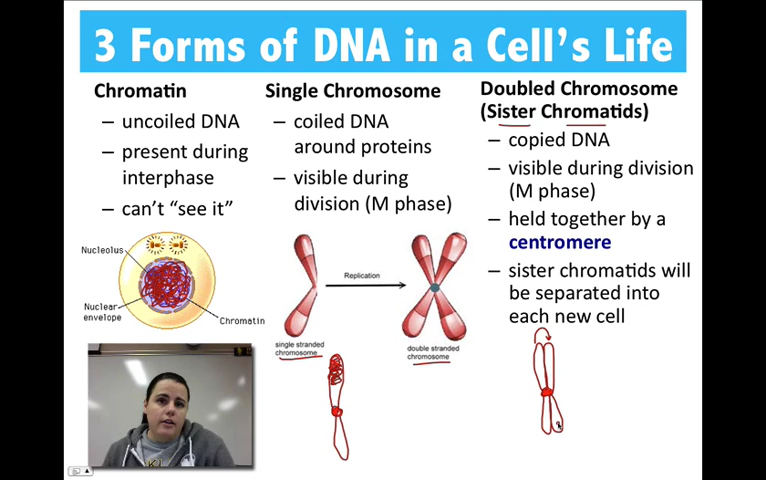 3 Forms of DNA in a Cell's Life
Chromatin
– uncoiled DNA
– present during
interphase
– can't "see it"
Nucleolus
Nuclear
envelope
Chromatin
Single Chromosome
– coiled DNA
around proteins
– visible during
division (M phase)
Replication
single stranded
chromosome
double stranded
chromosome
Doubled Chromosome
(Sister Chromatids)
– copied DNA
– visible during division
(M phase)
– held together by a
centromere
– sister chromatids will
be separated into
each new cell